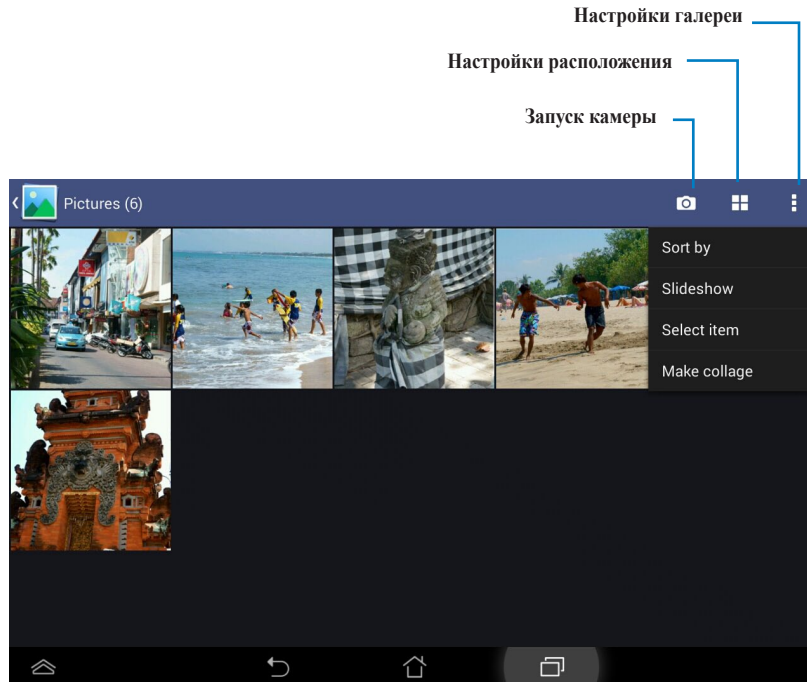 Настройки галереи
Настройки расположения
Запуск камеры
Pictures (6)
Sort by
Slideshow
Select item
Make collage